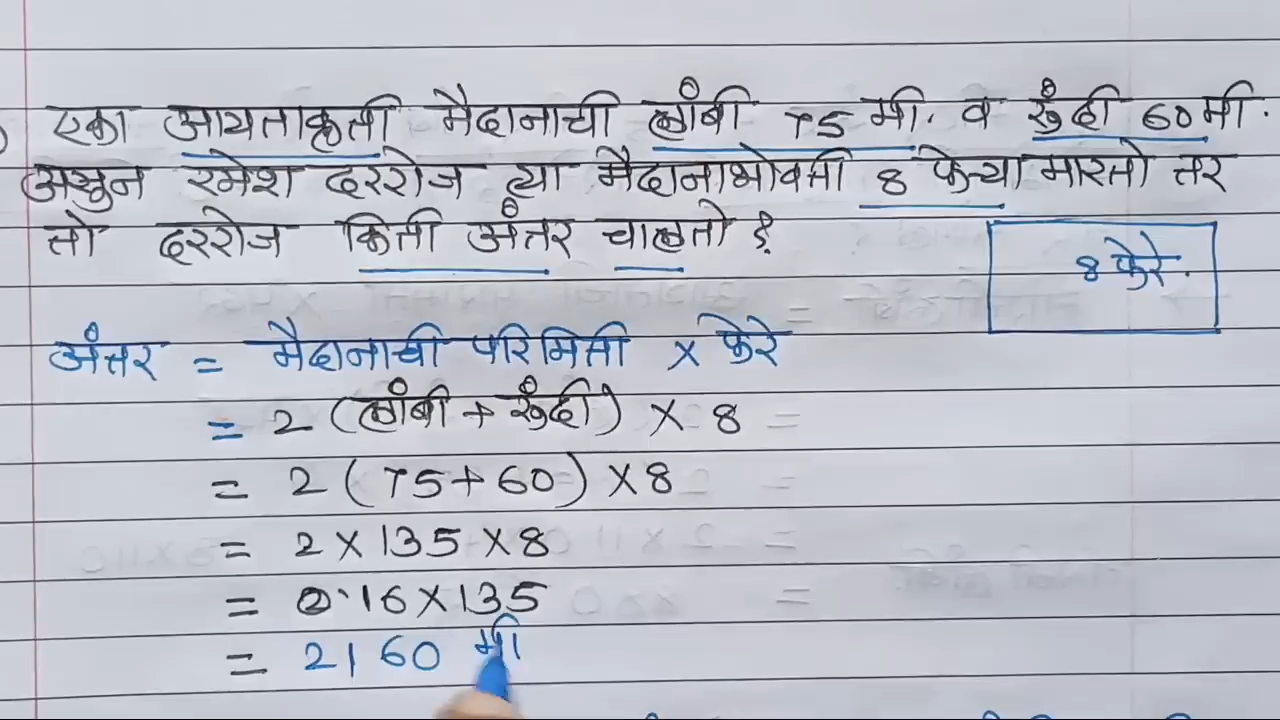 एका आयताकृती मैदानाची लांबी 75 मी. व रुंदी 60 मी.
असुन रमेश दररोज त्या मैदानाभोवती 8 फेऱ्या मारतो तर
तो दररोज किती अंतर चालतो ?
8 फेरे.
अंतर = मैदानाची परिमिती × फेरे
= 2 (लांबी + रुंदी) × 8
= 2 (75 + 60) × 8
= 2 × 135 × 8
= 16 × 135
= 2160 मी